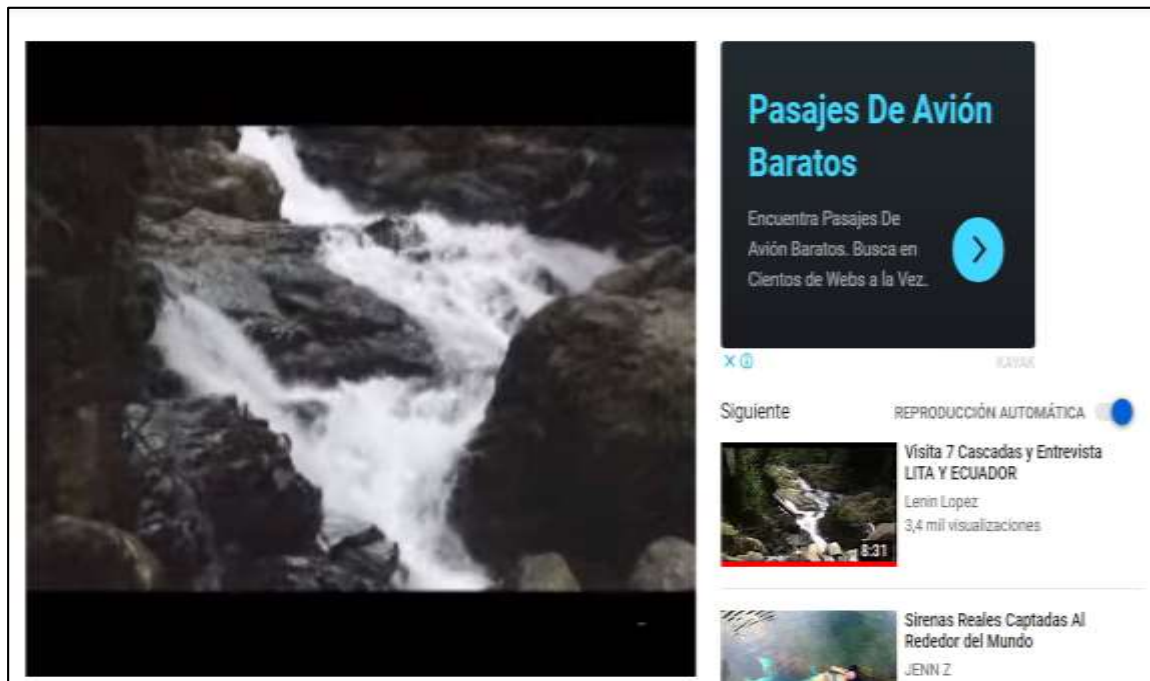 Pasajes De Avión
Baratos
Encuentra Pasajes De
Avión Baratos. Busca en
Cientos de Webs a la Vez.
KAYAK
Siguiente
REPRODUCCIÓN AUTOMÁTICA
Visita 7 Cascadas y Entrevista
LITA Y ECUADOR
Lenin Lopez
3,4 mil visualizaciones
8:31
Sirenas Reales Captadas Al
Rededor del Mundo
JENN Z